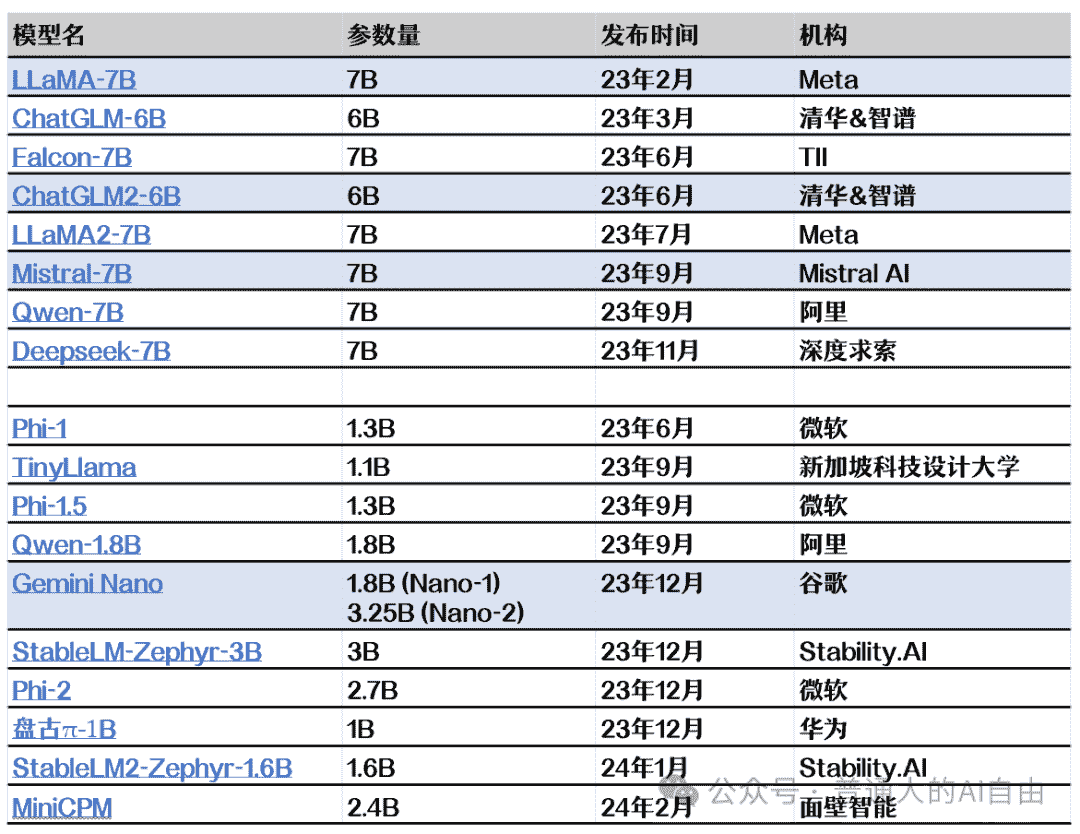 模型名 参数量 发布时间 机构
LLaMA-7B 7B 23年2月 Meta
ChatGLM-6B 6B 23年3月 清华&智谱
Falcon-7B 7B 23年6月 TII
ChatGLM2-6B 6B 23年6月 清华&智谱
LLaMA2-7B 7B 23年7月 Meta
Mistral-7B 7B 23年9月 Mistral AI
Qwen-7B 7B 23年9月 阿里
Deepseek-7B 7B 23年11月 深度求索
Phi-1 1.3B 23年6月 微软
TinyLlama 1.1B 23年9月 新加坡科技设计大学
Phi-1.5 1.3B 23年9月 微软
Qwen-1.8B 1.8B 23年9月 阿里
Gemini Nano 1.8B (Nano-1) 23年12月 谷歌
3.25B (Nano-2)
StableLM-Zephyr-3B 3B 23年12月 Stability.AI
Phi-2 2.7B 23年12月 微软
盘古π-1B 1B 23年12月 华为
StableLM2-Zephyr-1.6B 1.6B 24年1月 Stability.AI
公众号·普通人的AI自由
MiniCPM 2.4B 24年2月 面壁智能